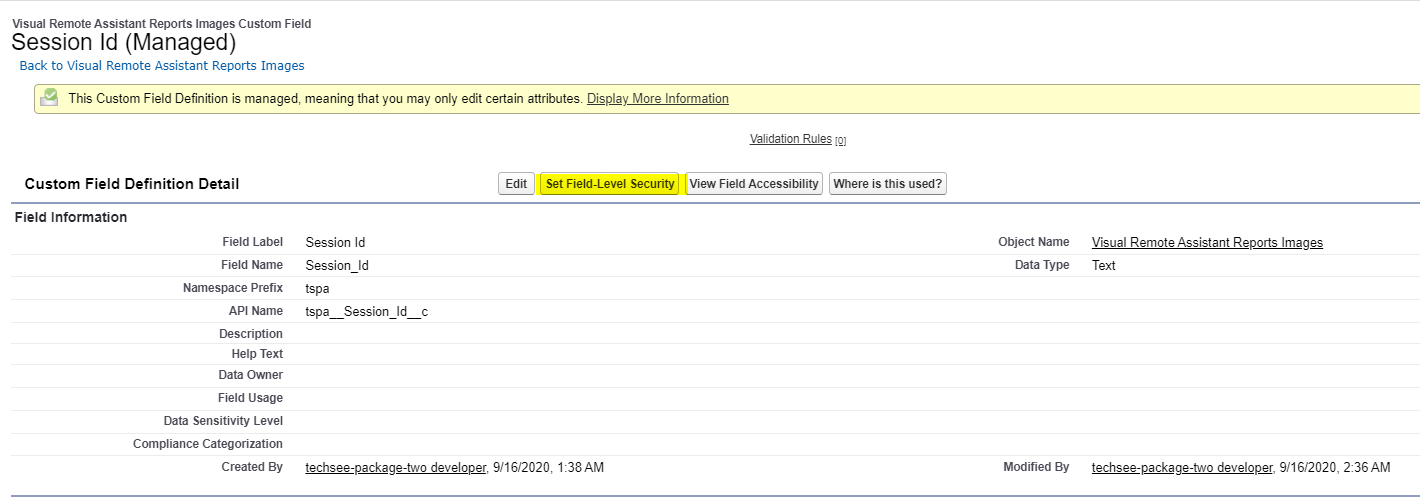 Visual Remote Assistant Reports Images Custom Field
Session Id (Managed)
Back to Visual Remote Assistant Reports Images
This Custom Field Definition is managed, meaning that you may only edit certain attributes. Display More Information
Validation Rules [0]
Custom Field Definition Detail Edit Set Field-Level Security View Field Accessibility Where is this used?
Field Information
Field Label Session Id Object Name Visual Remote Assistant Reports Images
Field Name Session_Id Data Type Text
Namespace Prefix tspa
API Name tspa__Session_Id__c
Description
Help Text
Data Owner
Field Usage
Data Sensitivity Level
Compliance Categorization
Created By techsee-package-two developer, 9/16/2020, 1:38 AM Modified By techsee-package-two developer, 9/16/2020, 2:36 AM